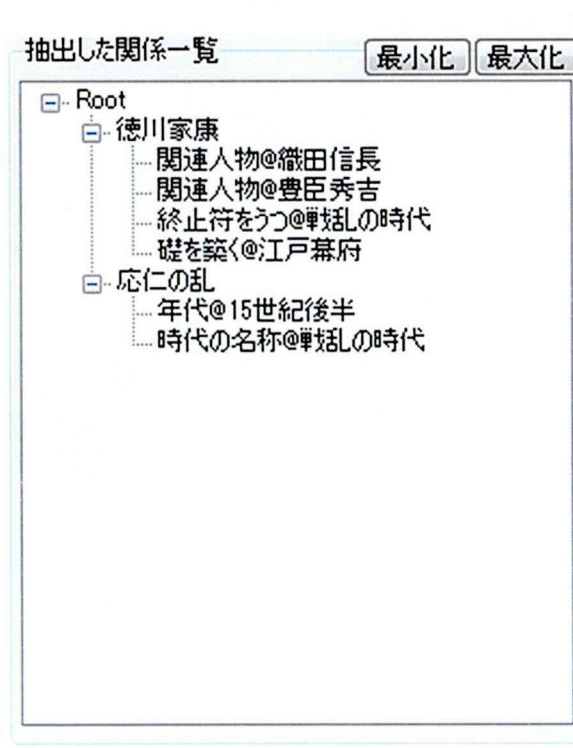 抽出した関係一覧 最小化 最大化
Root
徳川家康
関連人物@織田信長
関連人物@豊臣秀吉
終止符をうつ@戦乱の時代
礎を築く@江戸幕府
応仁の乱
年代@15世紀後半
時代の名称@戦乱の時代